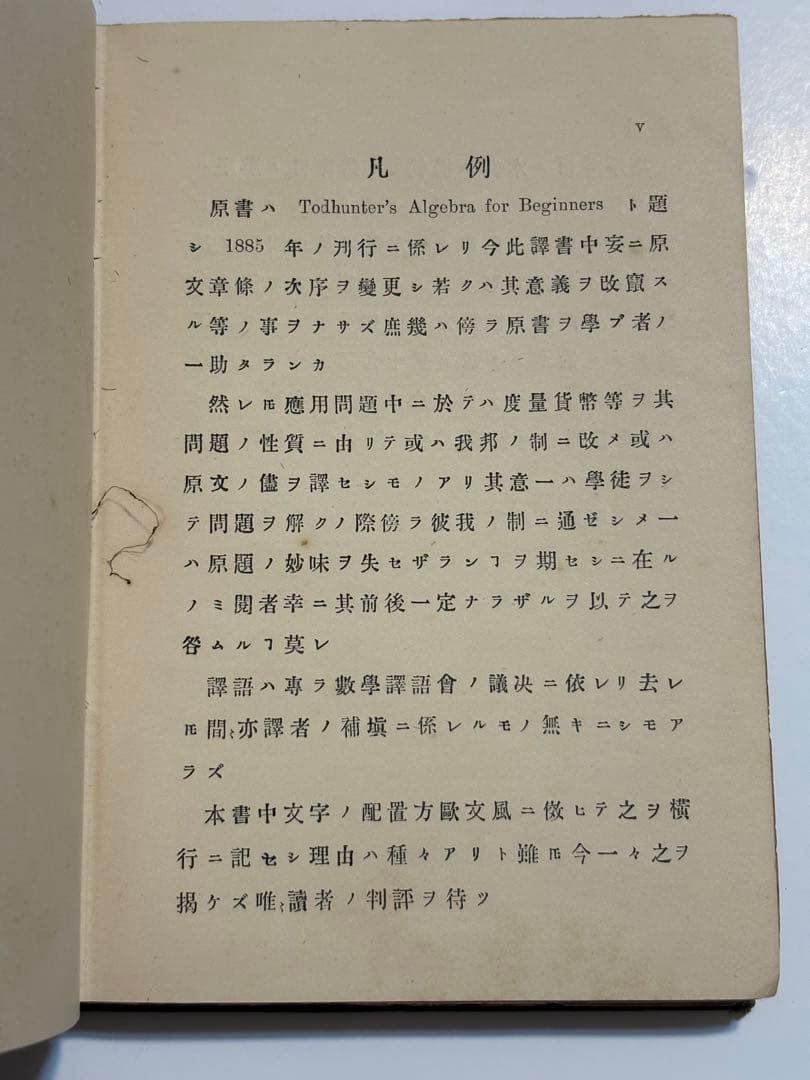 v
凡例
原書ハ Todhunter's Algebra for Beginners ト題
シ 1885 年ノ刋行ニ係レリ今此譯書中妄ニ原
文章條ノ次序ヲ變更シ若クハ其意義ヲ改竄ス
ル等ノ事ヲナサズ庶幾ハ傍ラ原書ヲ學ブ者ノ
一助タランカ
然レ𪜈應用問題中ニ於テハ度量貨幣等ヲ其
問題ノ性質ニ由リテ或ハ我邦ノ制ニ改メ或ハ
原文ノ儘ヲ譯セシモノアリ其意一ハ學徒ヲシ
テ問題ヲ解クノ際傍ラ彼我ノ制ニ通ゼシメ一
ハ原題ノ妙味ヲ失セザランヿヲ期セシニ在ル
ノミ閲者幸ニ其前後一定ナラザルヲ以テ之ヲ
咎ムルヿ莫レ
譯語ハ專ラ數學譯語會ノ議决ニ依レリ去レ
𪜈間〻亦譯者ノ補塡ニ係レルモノ無キニシモア
ラズ
本書中文字ノ配置方歐文風ニ傚ヒテ之ヲ橫
行ニ記セシ理由ハ種々アリト雖𪜈今一々之ヲ
揭ケズ唯〻讀者ノ判評ヲ待ツ